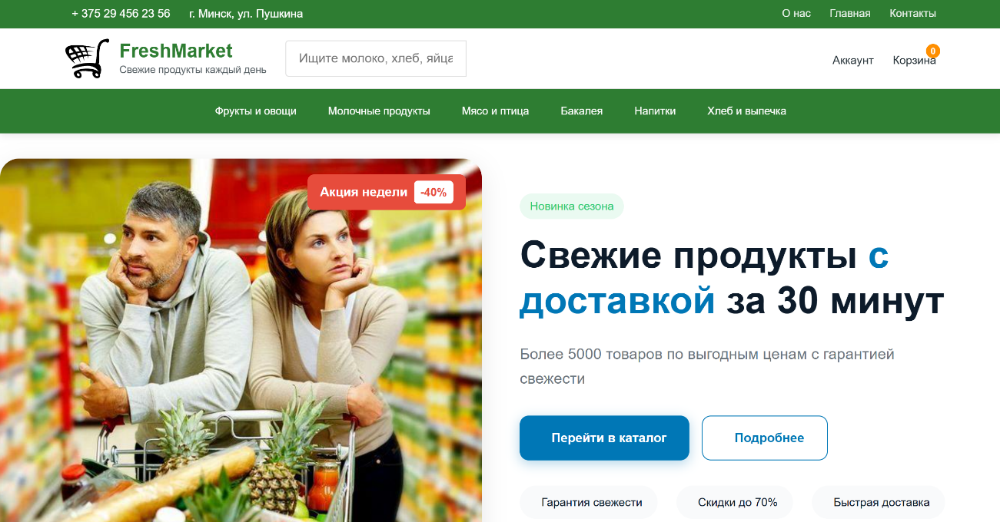 + 375 29 456 23 56 г. Минск, ул. Пушкина О нас Главная Контакты
FreshMarket
Свежие продукты каждый день
Ищите молоко, хлеб, яйца
Аккаунт Корзина 0
Фрукты и овощи Молочные продукты Мясо и птица Бакалея Напитки Хлеб и выпечка
Акция недели -40%
Новинка сезона
Свежие продукты с
доставкой за 30 минут
Более 5000 товаров по выгодным ценам с гарантией
свежести
Перейти в каталог Подробнее
Гарантия свежести Скидки до 70% Быстрая доставка